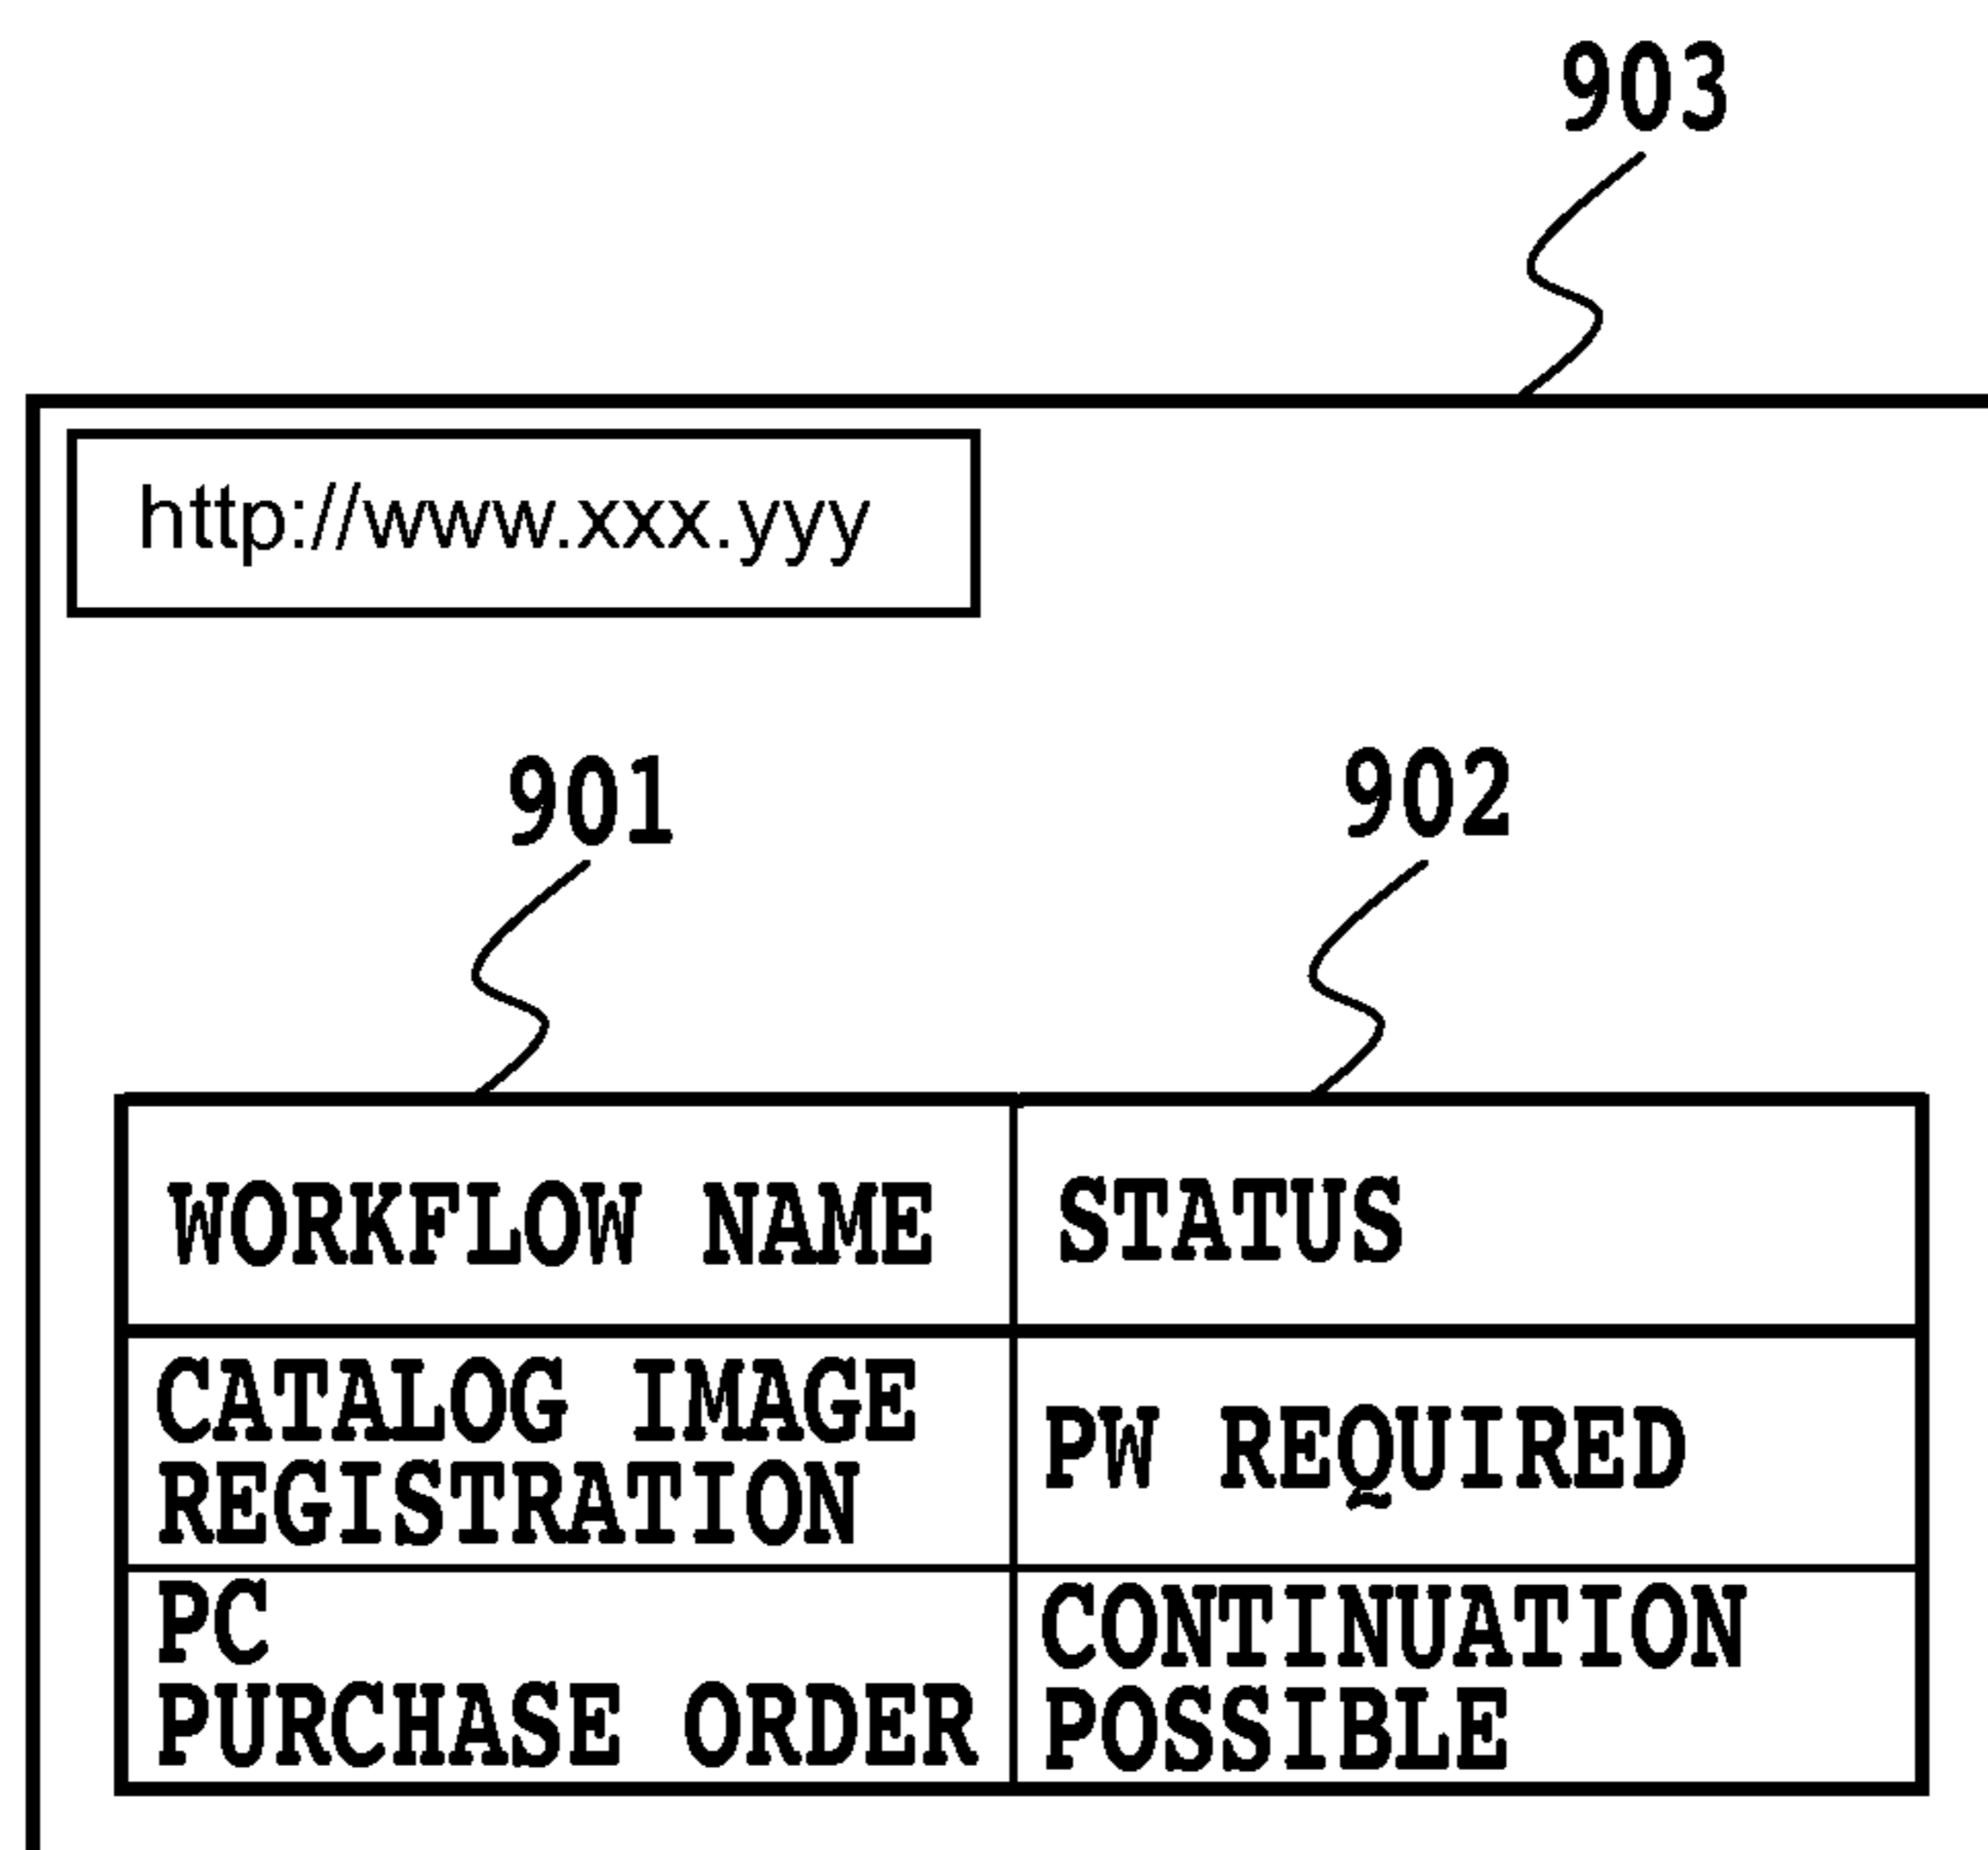 903
http://www.xxx.yyy
901
902
WORKFLOW NAME
STATUS
CATALOG IMAGE
REGISTRATION
PW REQUIRED
PC
PURCHASE ORDER
CONTINUATION
POSSIBLE